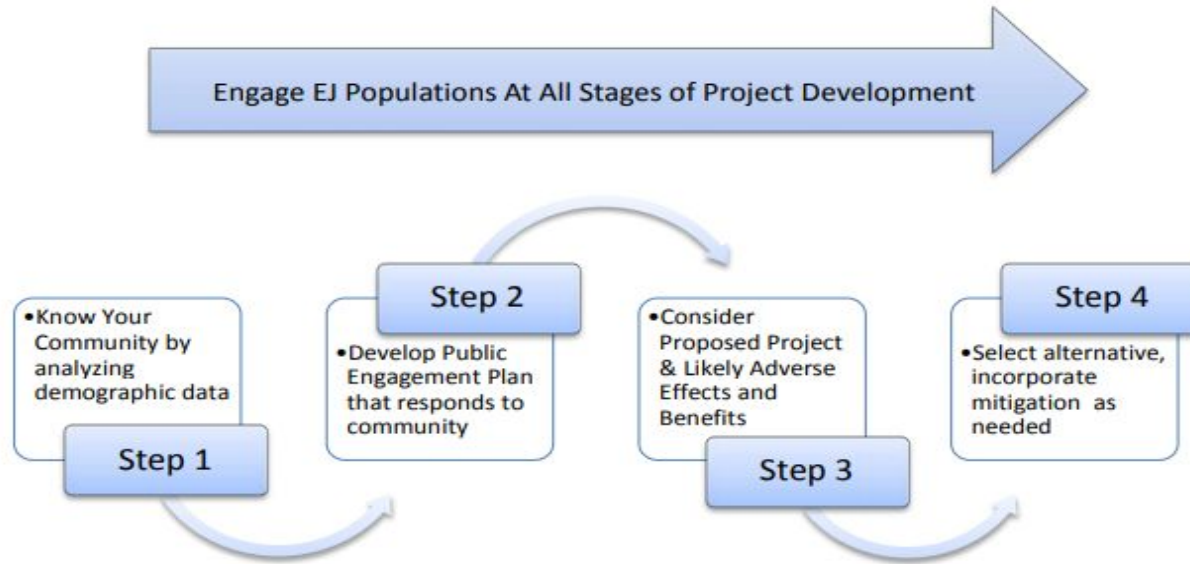 Engage EJ Populations At All Stages of Project Development
•Know Your
Community by
analyzing
demographic data
Step 1
Step 2
•Develop Public
Engagement Plan
that responds to
community
•Consider
Proposed Project
& Likely Adverse
Effects and
Benefits
Step 3
Step 4
•Select alternative,
incorporate
mitigation as
needed